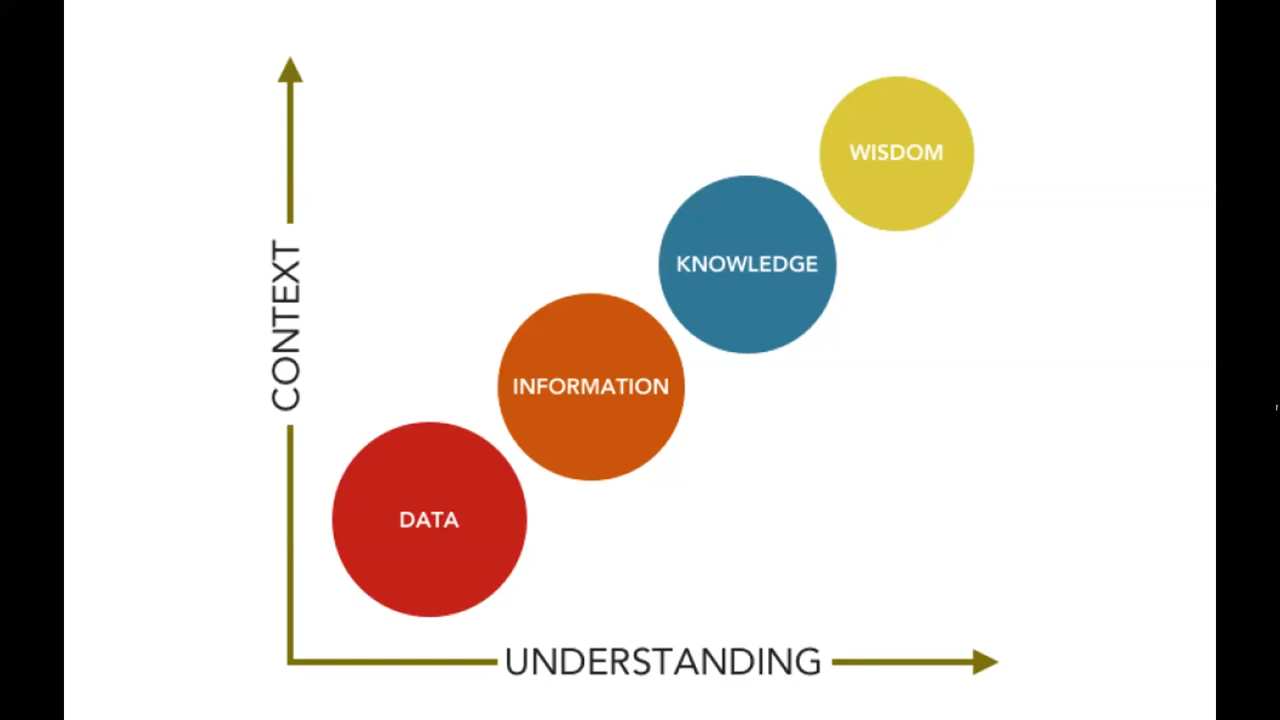 WISDOM
KNOWLEDGE
INFORMATION
DATA
CONTEXT
UNDERSTANDING